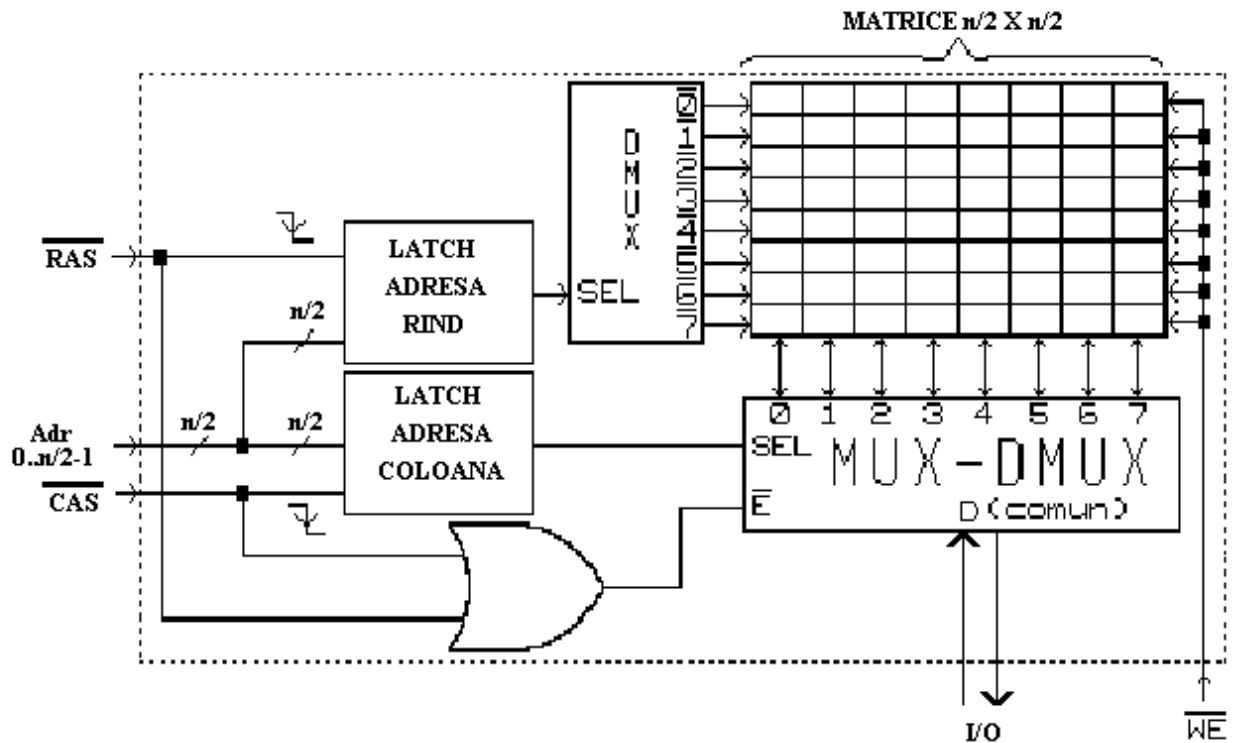 MATRICE n/2 X n/2
DMUX
0
1
2
3
4
5
6
7
SEL
RAS
LATCH
ADRESA
RIND
n/2
Adr
0..n/2-1
n/2
n/2
LATCH
ADRESA
COLOANA
CAS
0 1 2 3 4 5 6 7
SEL
MUX-DMUX
E
D (comun)
I/O
WE